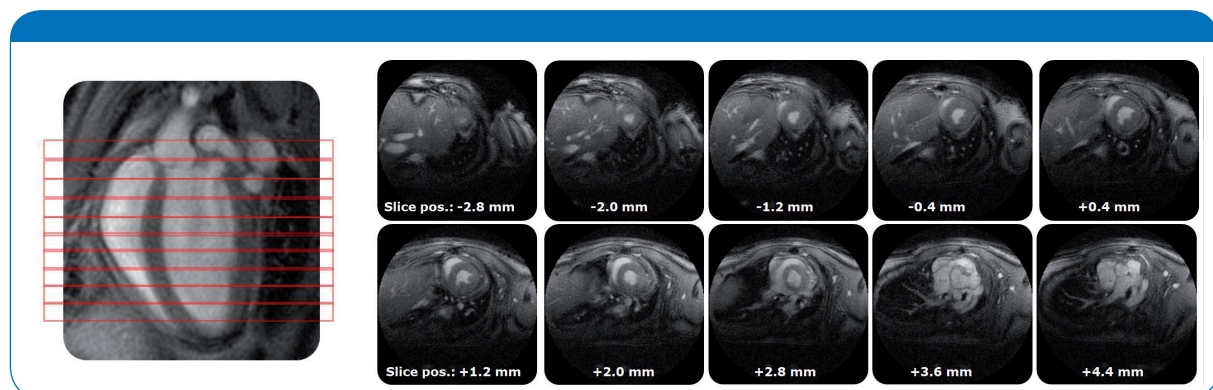 Slice pos.: -2.8 mm
-2.0 mm
-1.2 mm
-0.4 mm
+0.4 mm
Slice pos.: +1.2 mm
+2.0 mm
+2.8 mm
+3.6 mm
+4.4 mm